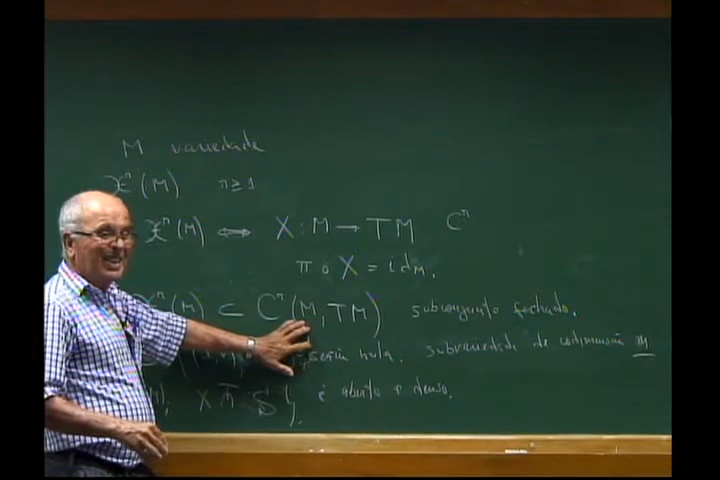 M variedade
𝔛ʳ(M) r≥1
𝔛ʳ(M) ⟷ X : M → TM Cʳ
π o X = idM.
𝔛ʳ(M) ⊂ Cʳ(M, TM) subconjunto fechado.
seção nula. subvariedade de codimensão m
X ⋔ S }, é aberto e denso.